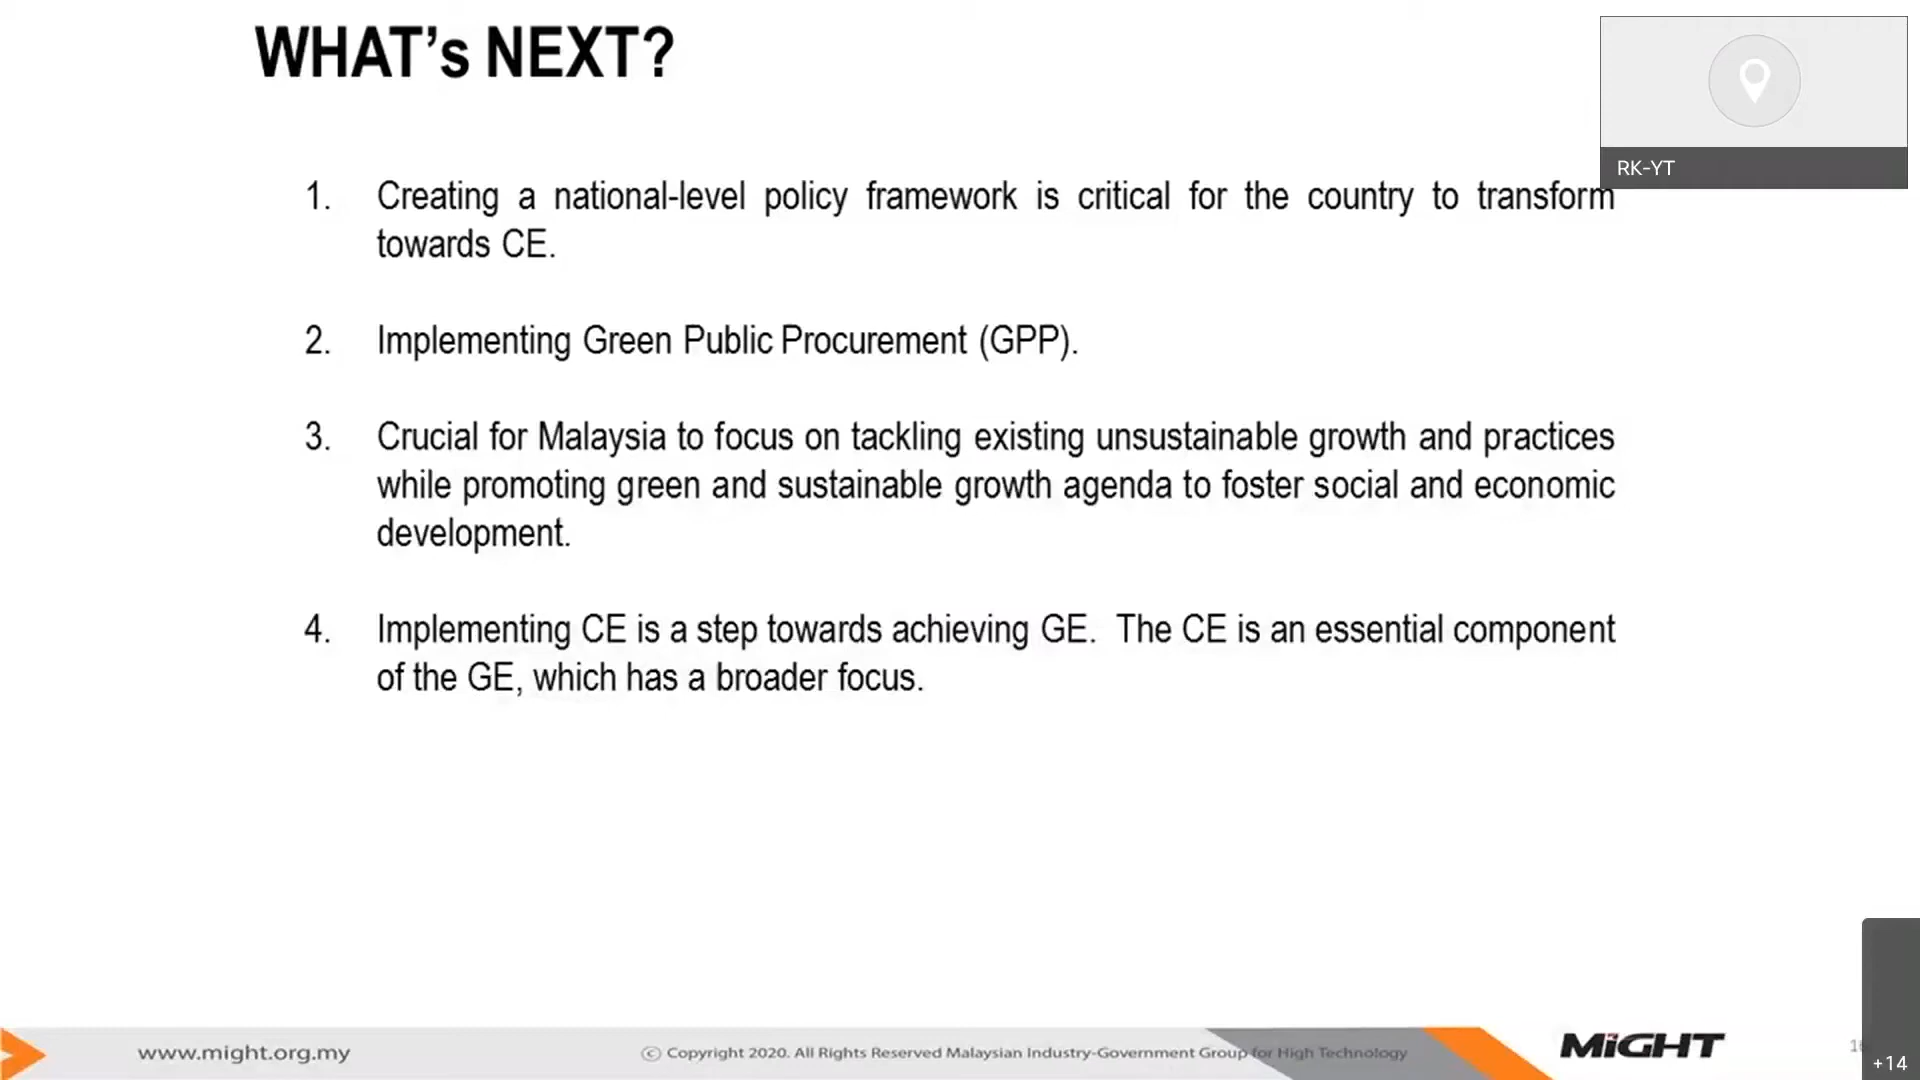 WHAT’s NEXT?
RK-YT
1. Creating a national-level policy framework is critical for the country to transform
towards CE.
2. Implementing Green Public Procurement (GPP).
3. Crucial for Malaysia to focus on tackling existing unsustainable growth and practices
while promoting green and sustainable growth agenda to foster social and economic
development.
4. Implementing CE is a step towards achieving GE. The CE is an essential component
of the GE, which has a broader focus.
www.might.org.my
© Copyright 2020. All Rights Reserved Malaysian Industry-Government Group for High Technology
MiGHT
+14